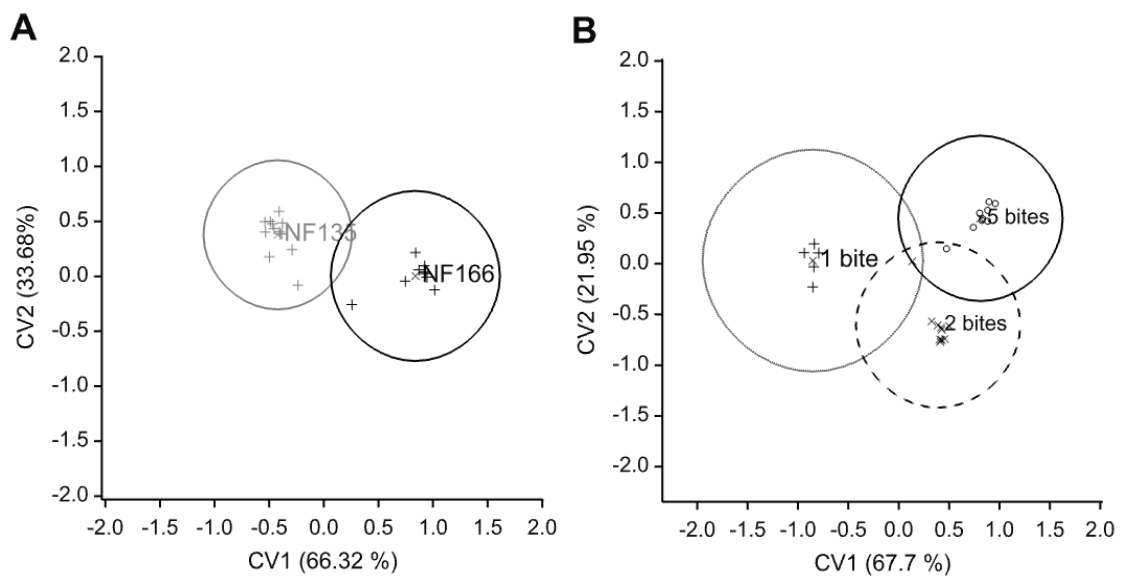 A
2.0
1.5
1.0
0.5
0.0
-0.5
-1.0
-1.5
-2.0
CV2 (33.68%)
NF135
NF166
-2.0 -1.5 -1.0 -0.5 0.0 0.5 1.0 1.5 2.0
CV1 (66.32 %)
B
2.0
1.5
1.0
0.5
0.0
-0.5
-1.0
-1.5
-2.0
CV2 (21.95 %)
5 bites
1 bite
2 bites
-2.0 -1.5 -1.0 -0.5 0.0 0.5 1.0 1.5 2.0
CV1 (67.7 %)